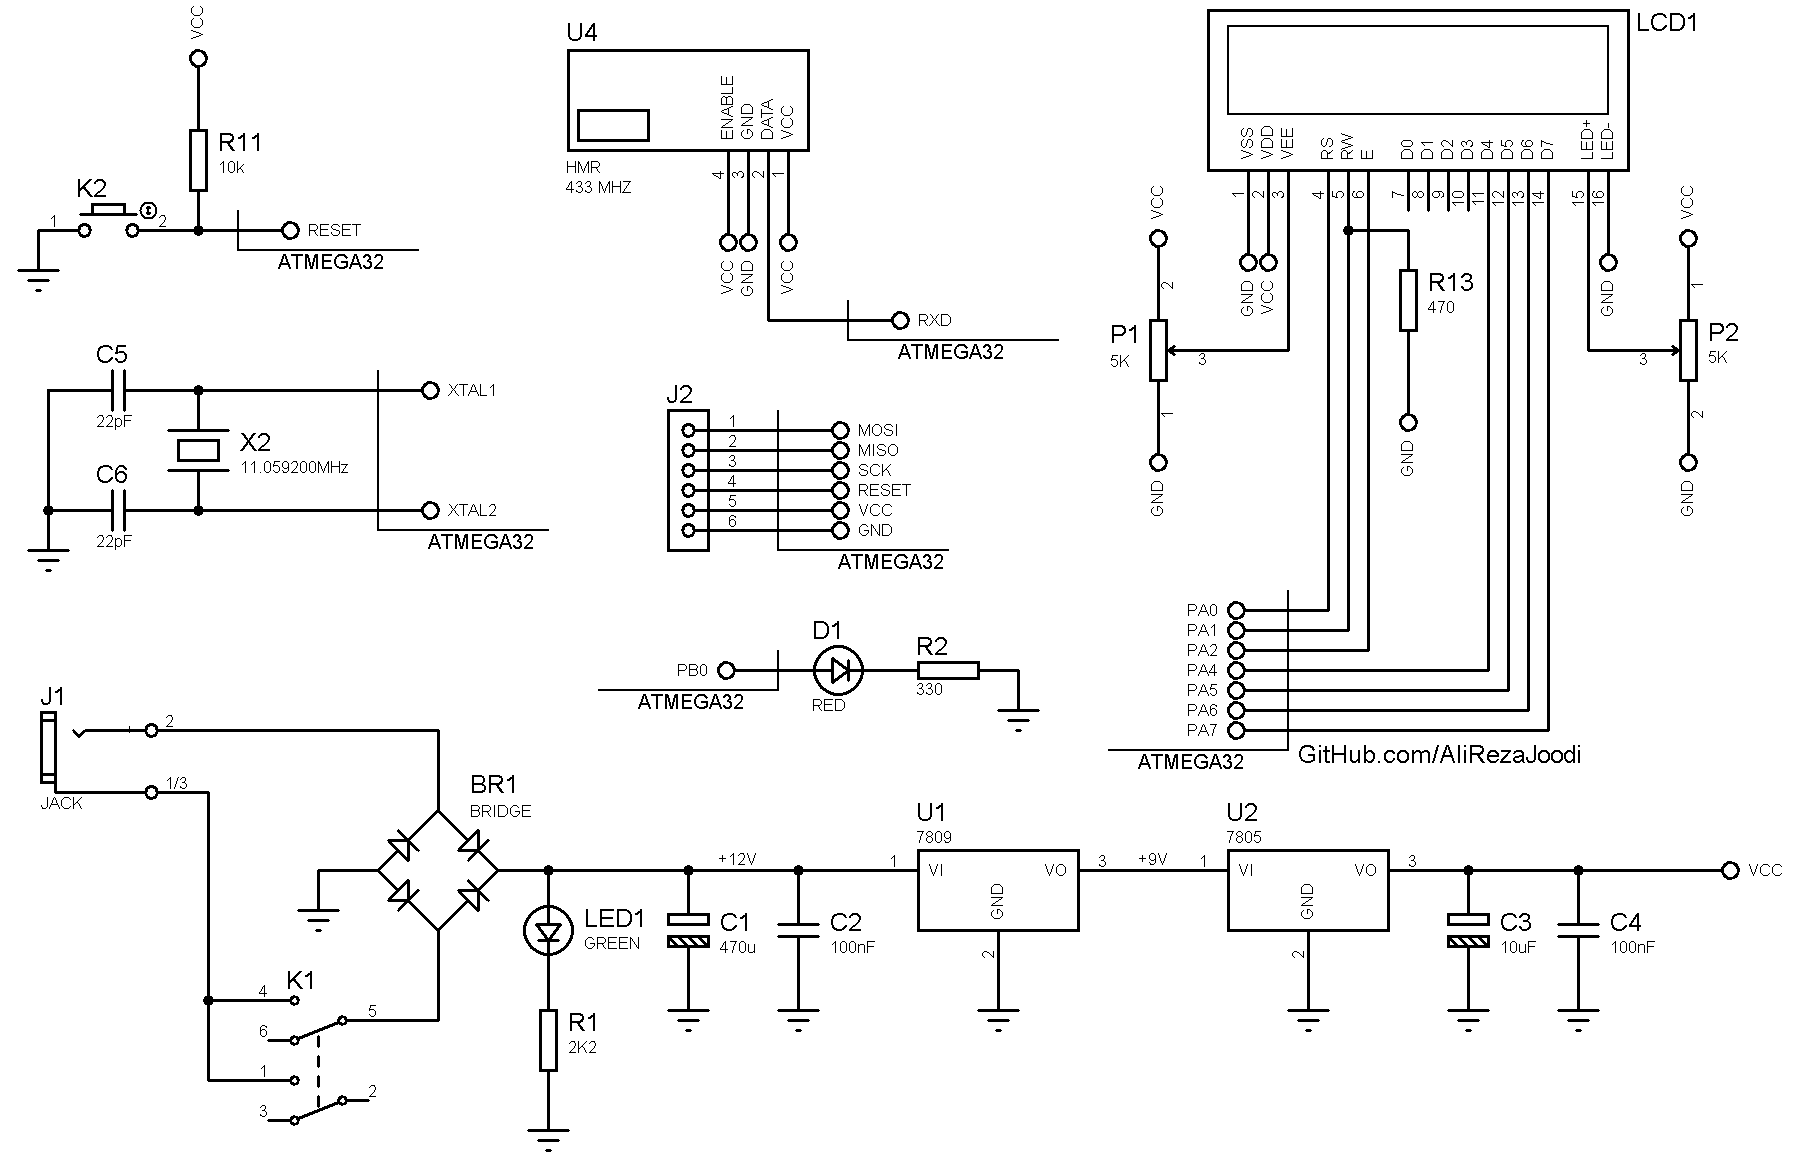 VCC
R11
10k
K2
1
2
RESET
ATMEGA32
U4
ENABLE
GND
DATA
VCC
HMR
433 MHZ
4
3
2
1
VCC
GND
VCC
RXD
ATMEGA32
LCD1
VSS
VDD
VEE
RS
RW
E
D0
D1
D2
D3
D4
D5
D6
D7
LED+
LED-
1
2
3
4
5
6
7
8
9
10
11
12
13
14
15
16
GND
VCC
GND
VCC
2
P1
5K
3
1
GND
R13
470
GND
VCC
1
P2
5K
3
2
GND
C5
22pF
XTAL1
X2
11.059200MHz
C6
22pF
XTAL2
ATMEGA32
J2
1
2
3
4
5
6
MOSI
MISO
SCK
RESET
VCC
GND
ATMEGA32
PB0
ATMEGA32
D1
RED
R2
330
PA0
PA1
PA2
PA4
PA5
PA6
PA7
ATMEGA32
GitHub.com/AliRezaJoodi
J1
JACK
2
1/3
BR1
BRIDGE
K1
4
6
5
1
3
2
LED1
GREEN
R1
2K2
+12V
C1
470u
C2
100nF
U1
7809
1
VI
VO
3
GND
2
+9V
U2
7805
1
VI
VO
3
GND
2
C3
10uF
C4
100nF
VCC